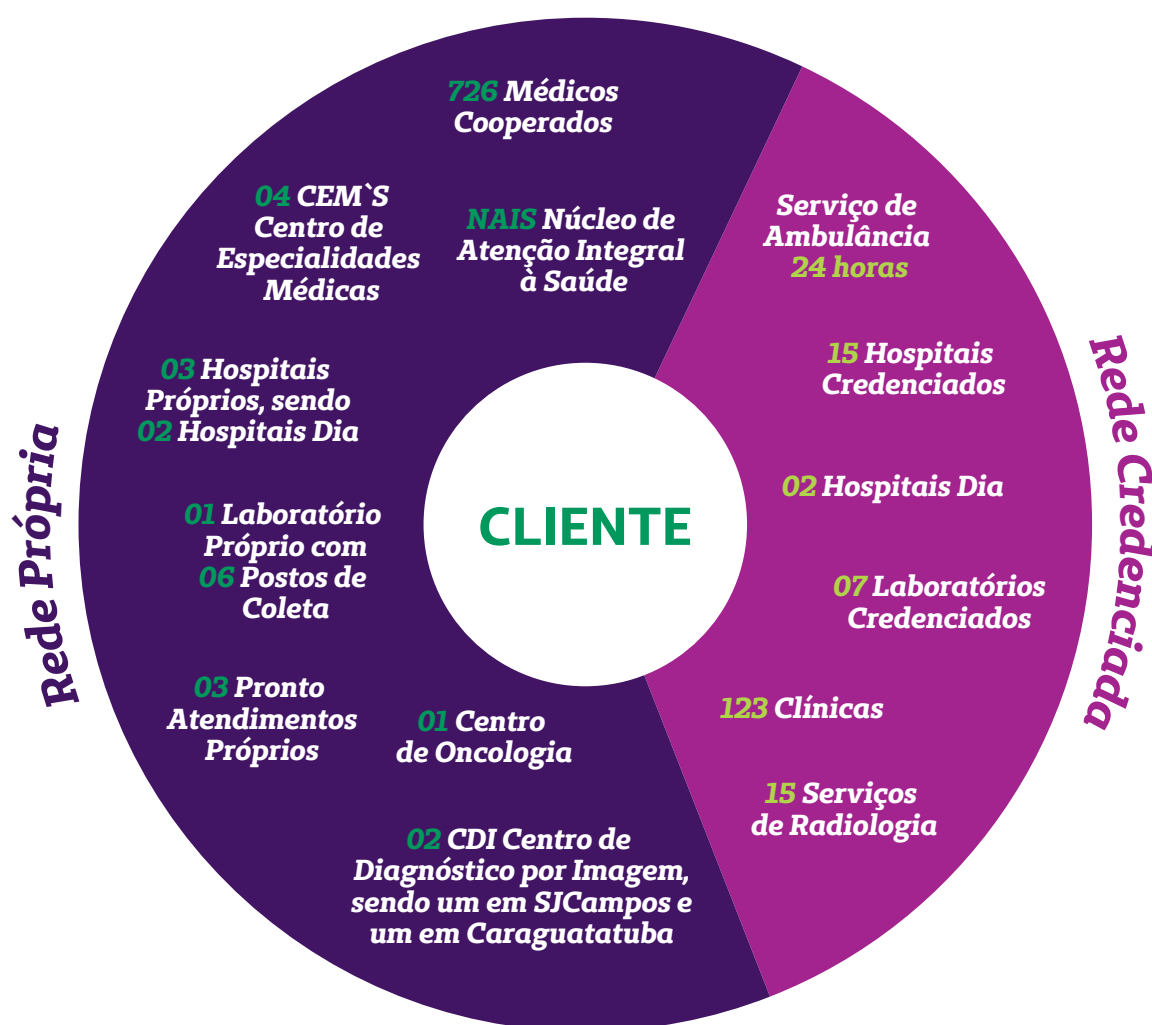 726 Médicos
Cooperados
04 CEM`S
Centro de
Especialidades
Médicas
NAIS Núcleo de
Atenção Integral
à Saúde
03 Hospitais
Próprios, sendo
02 Hospitais Dia
01 Laboratório
Próprio com
06 Postos de
Coleta
03 Pronto
Atendimentos
Próprios
01 Centro
de Oncologia
02 CDI Centro de
Diagnóstico por Imagem,
sendo um em SJCampos e
um em Caraguatatuba
Rede Própria
CLIENTE
Serviço de
Ambulância
24 horas
15 Hospitais
Credenciados
02 Hospitais Dia
07 Laboratórios
Credenciados
123 Clínicas
15 Serviços
de Radiologia
Rede Credenciada